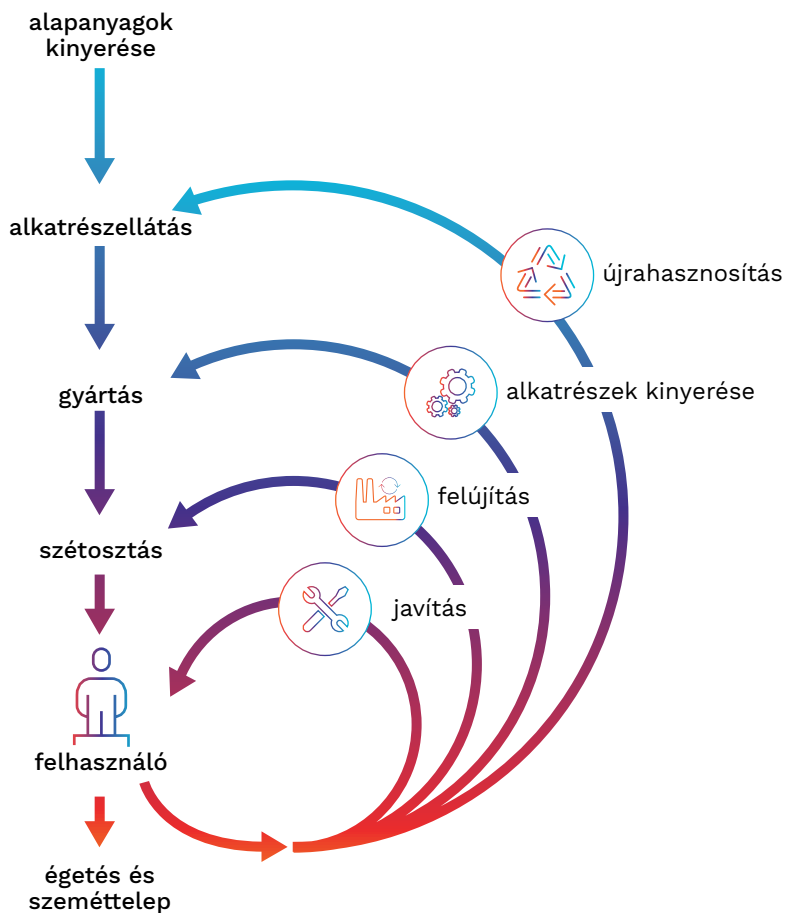 alapanyagok
kinyerése
alkatrészellátás
újrahasznosítás
gyártás
alkatrészek kinyerése
felújítás
szétosztás
javítás
felhasználó
égetés és
szeméttelep